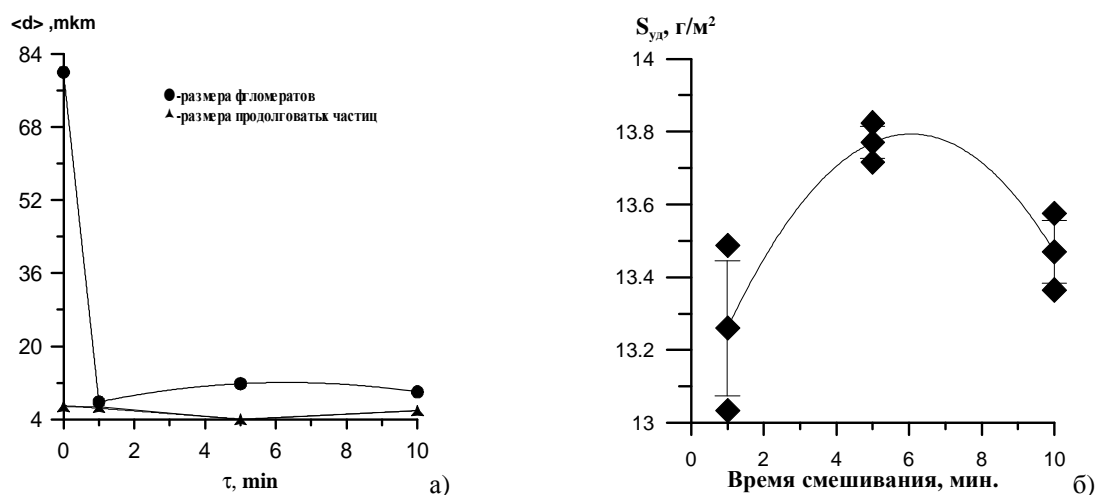 <d> ,mkm
84
68
52
36
20
4
●-размера фгломератов
▲-размера продолговатых частиц
0 2 4 6 8 10
τ, min
а)
Sуд, г/м²
14
13.8
13.6
13.4
13.2
13
0 2 4 6 8 10
Время смешивания, мин.
б)